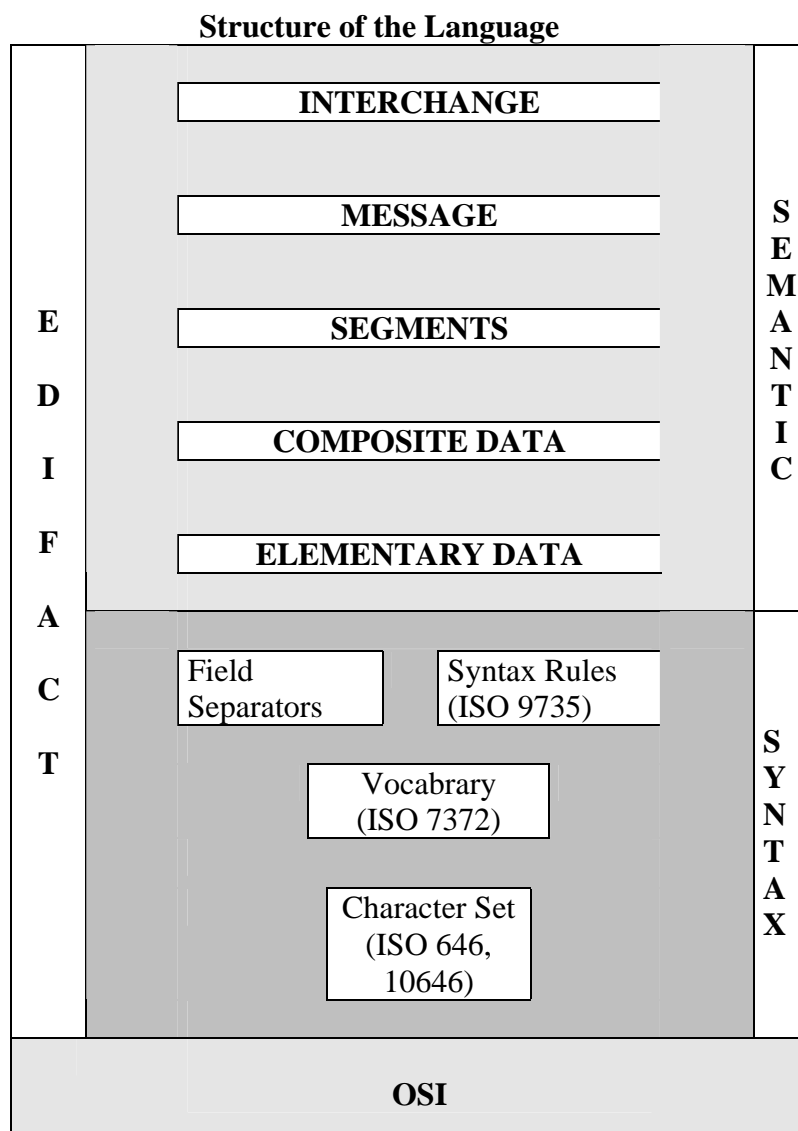 Structure of the Language
INTERCHANGE
MESSAGE
SEGMENTS
COMPOSITE DATA
ELEMENTARY DATA
E
D
I
F
A
C
T
S
E
M
A
N
T
I
C
Field
Separators
Syntax Rules
(ISO 9735)
Vocabrary
(ISO 7372)
Character Set
(ISO 646,
10646)
S
Y
N
T
A
X
OSI